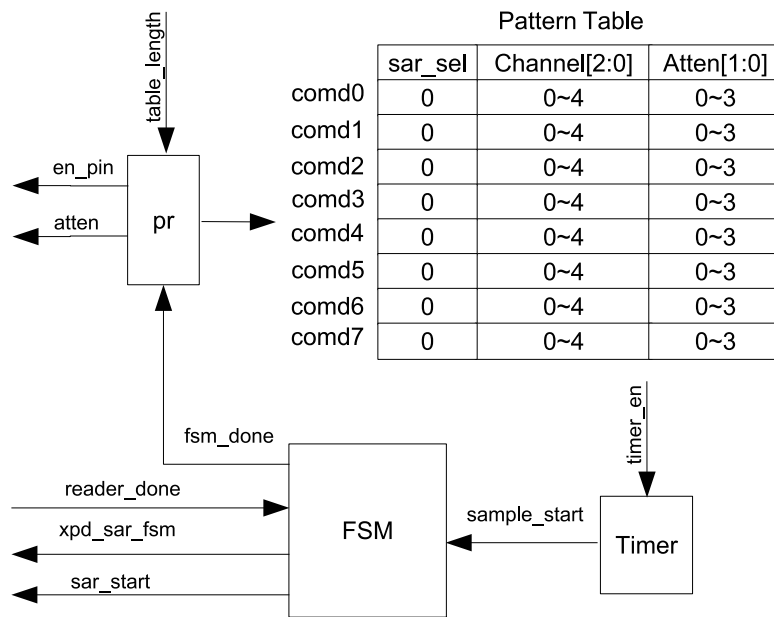 Pattern Table
sar_sel Channel[2:0] Atten[1:0]
comd0 0 0~4 0~3
comd1 0 0~4 0~3
comd2 0 0~4 0~3
comd3 0 0~4 0~3
comd4 0 0~4 0~3
comd5 0 0~4 0~3
comd6 0 0~4 0~3
comd7 0 0~4 0~3
table_length
en_pin
atten
pr
fsm_done
reader_done
xpd_sar_fsm
sar_start
FSM
sample_start
timer_en
Timer